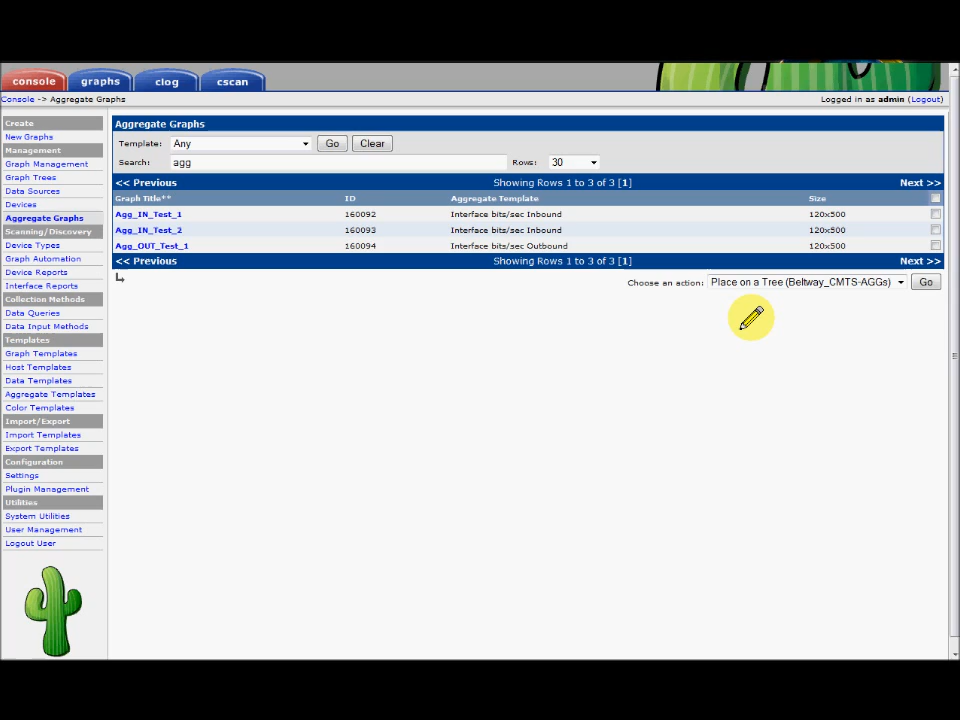 console graphs clog cscan
Console -> Aggregate Graphs Logged in as admin (Logout)
Create
New Graphs
Management
Graph Management
Graph Trees
Data Sources
Devices
Aggregate Graphs
Scanning/Discovery
Device Types
Graph Automation
Device Reports
Interface Reports
Collection Methods
Data Queries
Data Input Methods
Templates
Graph Templates
Host Templates
Data Templates
Aggregate Templates
Color Templates
Import/Export
Import Templates
Export Templates
Configuration
Settings
Plugin Management
Utilities
System Utilities
User Management
Logout User
Aggregate Graphs
Template: Any Go Clear
Search: agg Rows: 30
<< Previous Showing Rows 1 to 3 of 3 [1] Next >>
Graph Title** ID Aggregate Template Size
Agg_IN_Test_1 160092 Interface bits/sec Inbound 120x500
Agg_IN_Test_2 160093 Interface bits/sec Inbound 120x500
Agg_OUT_Test_1 160094 Interface bits/sec Outbound 120x500
<< Previous Showing Rows 1 to 3 of 3 [1] Next >>
Choose an action: Place on a Tree (Beltway_CMTS-AGGs) Go